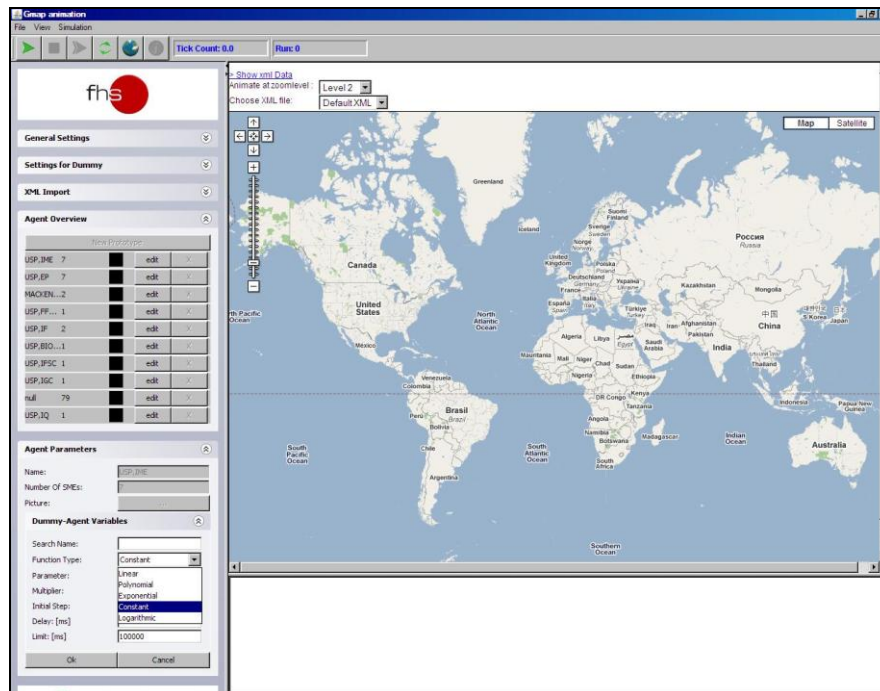 Gmap animation
File View Simulation
Tick Count: 0.0
Run: 0
fhs
General Settings
Settings for Dummy
XML Import
Agent Overview
New Prototype
USP,IME 7 edit X
USP,EP 7 edit X
MACKEN... 2 edit X
USP,FF... 1 edit X
USP,IF 2 edit X
USP,BIO... 1 edit X
USP,IFSC 1 edit X
USP,IGC 1 edit X
null 79 edit X
USP,IQ 1 edit X
Agent Parameters
Name: USP,IME
Number Of SMEs: 7
Picture: ...
Dummy-Agent Variables
Search Name:
Function Type: Constant
Parameter:
Linear
Polynomial
Multiplier:
Exponential
Initial Step:
Constant
Delay: [ms]
Logarithmic
Limit: [ms] 100000
Ok Cancel
> Show xml Data
Animate at zoomlevel : Level 2
Choose XML file: Default XML
Map Satellite
Greenland
Iceland
Suomi
Finland
Sverige
Sweden
Norge
Norway
Россия
Russia
Canada
United
Kingdom
Polska
Poland
Deutschland
Germany
Україна
Ukraine
France
Kazakhstan
Mongolia
United
States
España
Spain
Italia
Italy
Türkiye
Turkey
中国
China
S Korea
日本
Japan
North Pacific
Ocean
North
Atlantic
Ocean
Algeria
Libya
مصر
Egypt
Iraq
Iran
Afghanistan
Pakistan
Saudi
Arabia
India
México
Mauritania
Mali
Niger
Chad
Sudan
Thailand
Nigeria
Ethiopia
Venezuela
Colombia
DR Congo
Kenya
Tanzania
Indonesia
Papua New
Guinea
Brasil
Brazil
Peru
Bolivia
Angola
Namibia
Botswana
Madagascar
Indian
Ocean
Australia
South
Pacific
Ocean
Chile
South
Atlantic
Ocean
South
Africa
Argentina
Southern
Ocean